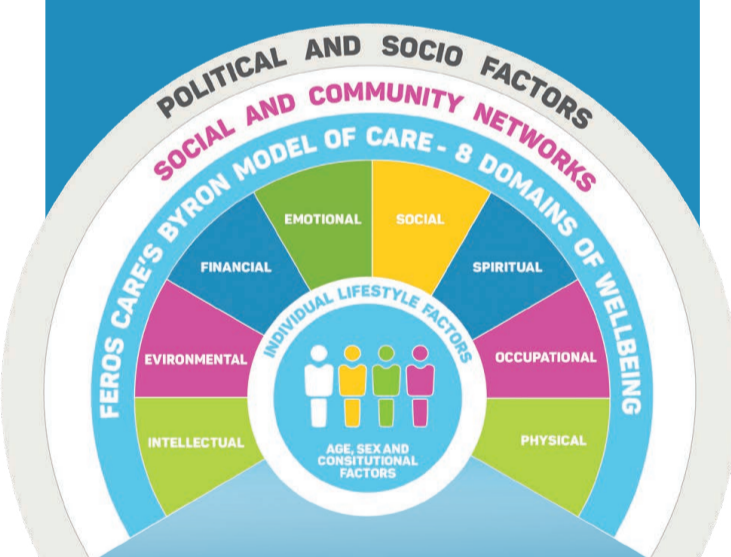 POLITICAL AND SOCIO FACTORS
SOCIAL AND COMMUNITY NETWORKS
FEROS CARE'S BYRON MODEL OF CARE - 8 DOMAINS OF WELLBEING
INTELLECTUAL
EVIRONMENTAL
FINANCIAL
EMOTIONAL
SOCIAL
SPIRITUAL
OCCUPATIONAL
PHYSICAL
INDIVIDUAL LIFESTYLE FACTORS
AGE, SEX AND
CONSITUTIONAL
FACTORS